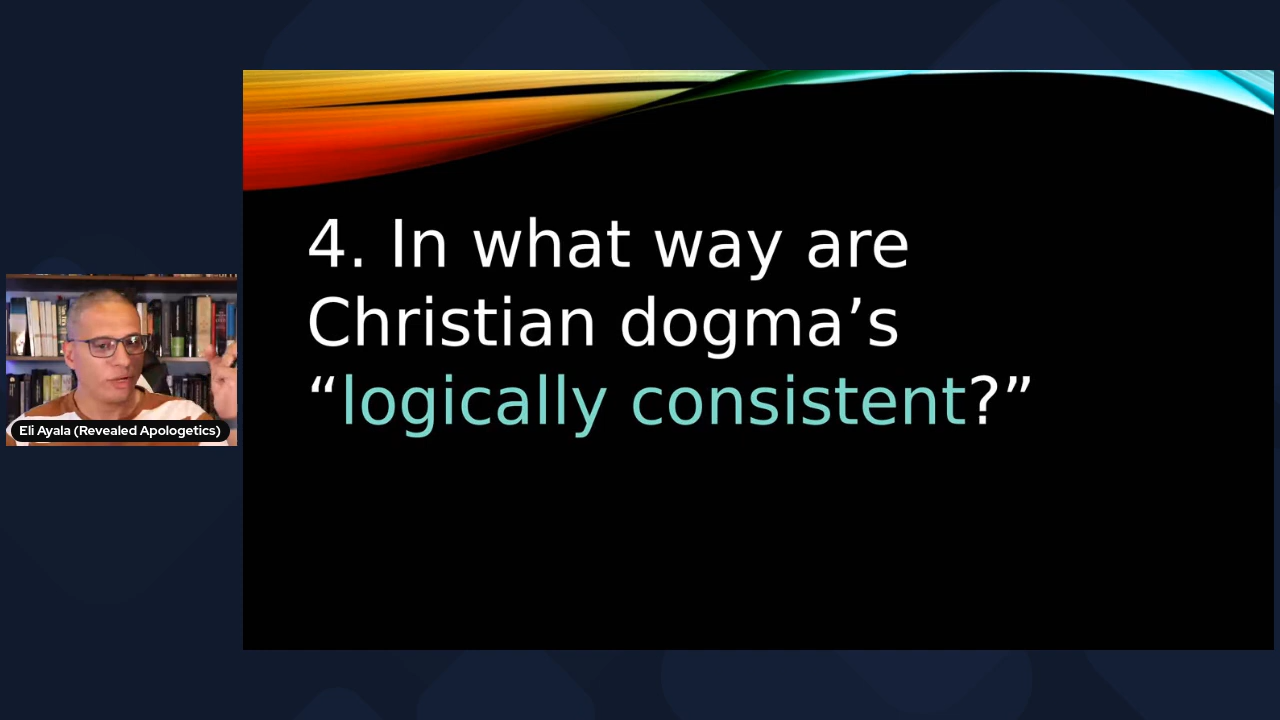 4. In what way are
Christian dogma’s
“logically consistent?”
Eli Ayala (Revealed Apologetics)